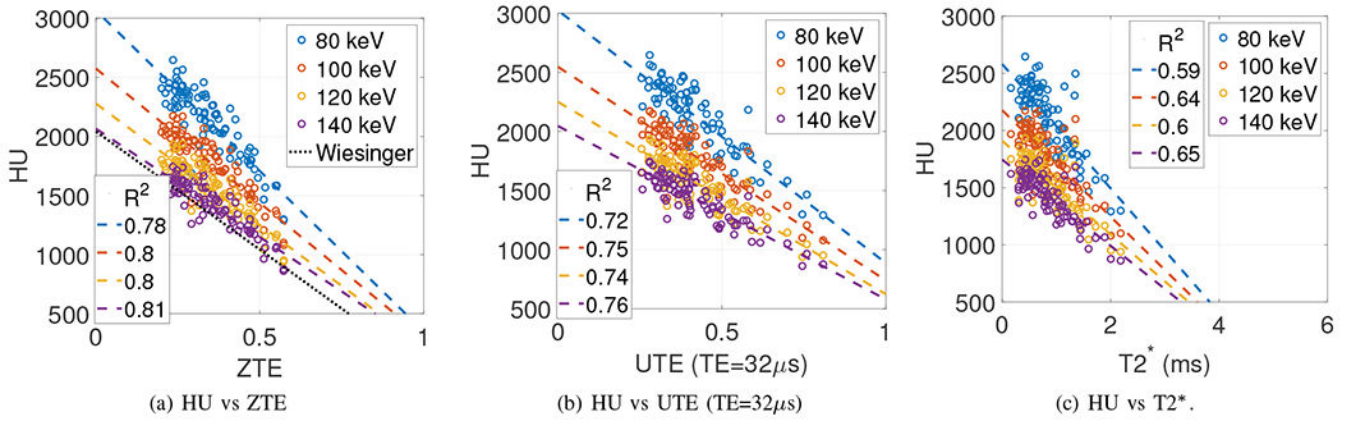 3000
2500
2000
1500
1000
500
HU
80 keV
100 keV
120 keV
140 keV
Wiesinger
R²
0.78
0.8
0.8
0.81
0
0.5
1
ZTE
(a) HU vs ZTE
3000
2500
2000
1500
1000
500
HU
80 keV
100 keV
120 keV
140 keV
R²
0.72
0.75
0.74
0.76
0
0.5
1
UTE (TE=32μs)
(b) HU vs UTE (TE=32μs)
3000
2500
2000
1500
1000
500
HU
R²
0.59
0.64
0.6
0.65
80 keV
100 keV
120 keV
140 keV
0
2
4
6
T2* (ms)
(c) HU vs T2*.